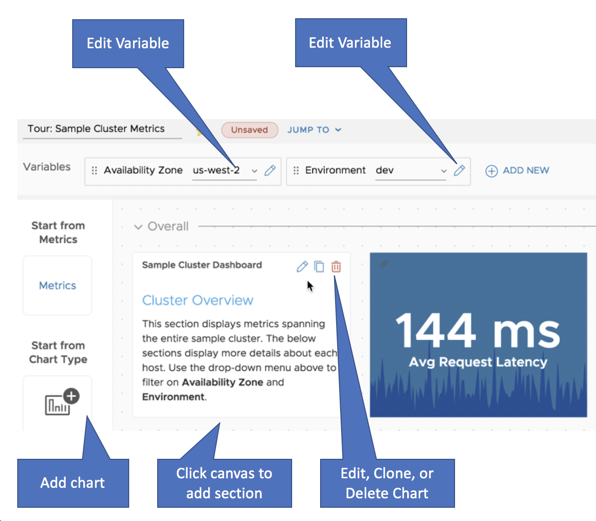 Edit Variable
Edit Variable
Tour: Sample Cluster Metrics
Unsaved
JUMP TO
Variables
Availability Zone us-west-2
Environment dev
ADD NEW
Start from
Metrics
Metrics
Start from
Chart Type
Overall
Sample Cluster Dashboard
Cluster Overview
This section displays metrics spanning
the entire sample cluster. The below
sections display more details about each
host. Use the drop-down menu above to
filter on Availability Zone and
Environment.
144 ms
Avg Request Latency
Add chart
Click canvas to
add section
Edit, Clone, or
Delete Chart